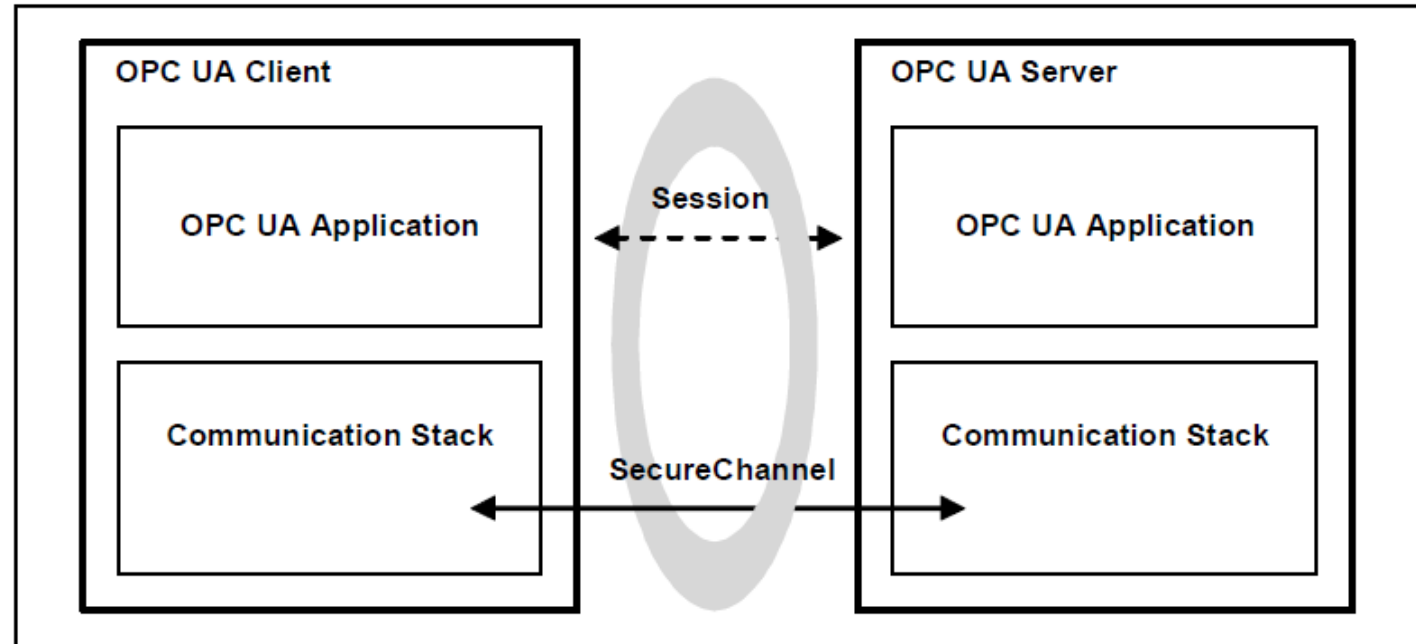 OPC UA Client
OPC UA Server
OPC UA Application
Session
OPC UA Application
Communication Stack
Communication Stack
SecureChannel